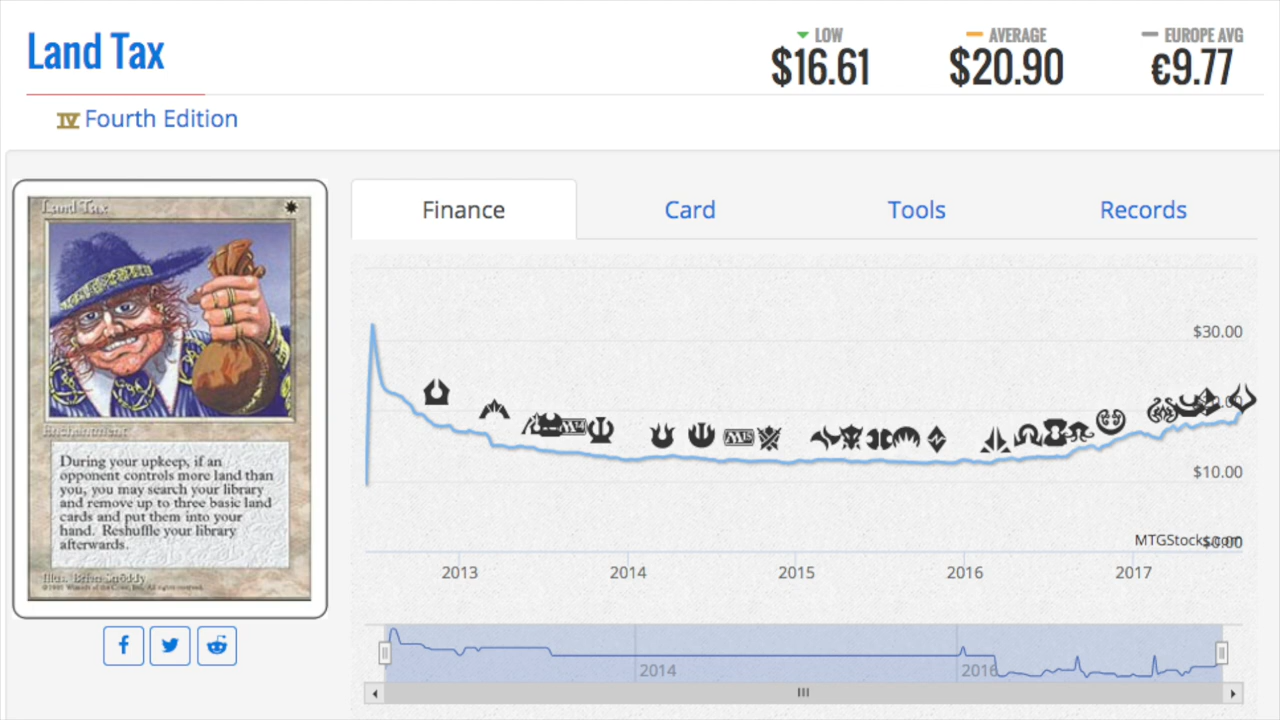 Land Tax
LOW
AVERAGE
EUROPE AVG
$16.61
$20.90
€9.77
IV Fourth Edition
Land Tax
Enchantment
During your upkeep, if an
opponent controls more land than
you, you may search your library
and remove up to three basic land
cards and put them into your
hand. Reshuffle your library
afterwards.
Illus. Brian Snõddy
Finance
Card
Tools
Records
$30.00
$10.00
$0.00
MTGStocks.com
2013
2014
2015
2016
2017
2014
2016